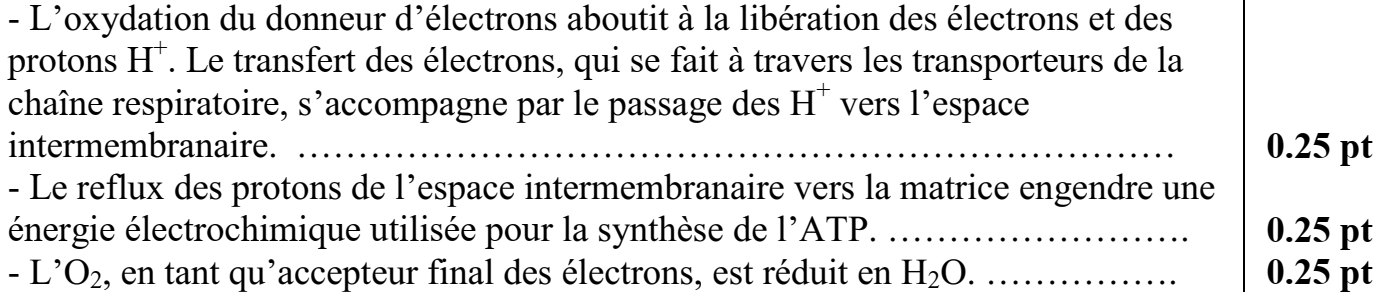 - L’oxydation du donneur d’électrons aboutit à la libération des électrons et des
protons H⁺. Le transfert des électrons, qui se fait à travers les transporteurs de la
chaîne respiratoire, s’accompagne par le passage des H⁺ vers l’espace
intermembranaire. …………………………………………………………………… 0.25 pt
- Le reflux des protons de l’espace intermembranaire vers la matrice engendre une
énergie électrochimique utilisée pour la synthèse de l’ATP. ……………………. 0.25 pt
- L’O₂, en tant qu’accepteur final des électrons, est réduit en H₂O. ……………. 0.25 pt